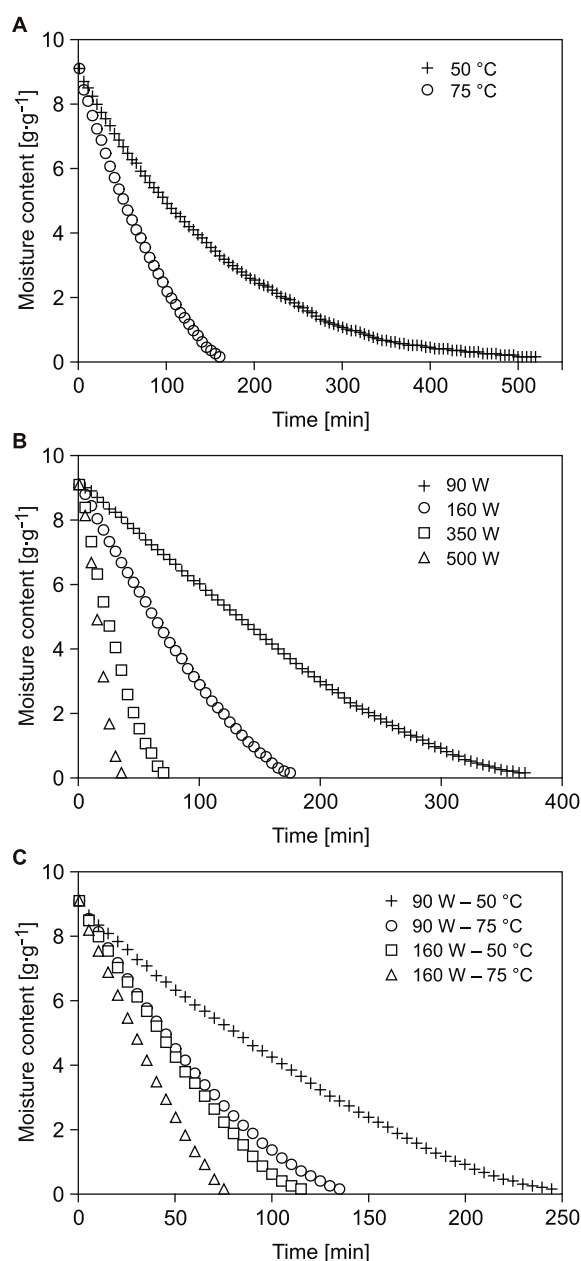 A
10
8
6
4
2
0
Moisture content [g·g⁻¹]
50 °C
75 °C
0 100 200 300 400 500
Time [min]
B
10
8
6
4
2
0
Moisture content [g·g⁻¹]
90 W
160 W
350 W
500 W
0 100 200 300 400
Time [min]
C
10
8
6
4
2
0
Moisture content [g·g⁻¹]
90 W – 50 °C
90 W – 75 °C
160 W – 50 °C
160 W – 75 °C
0 50 100 150 200 250
Time [min]